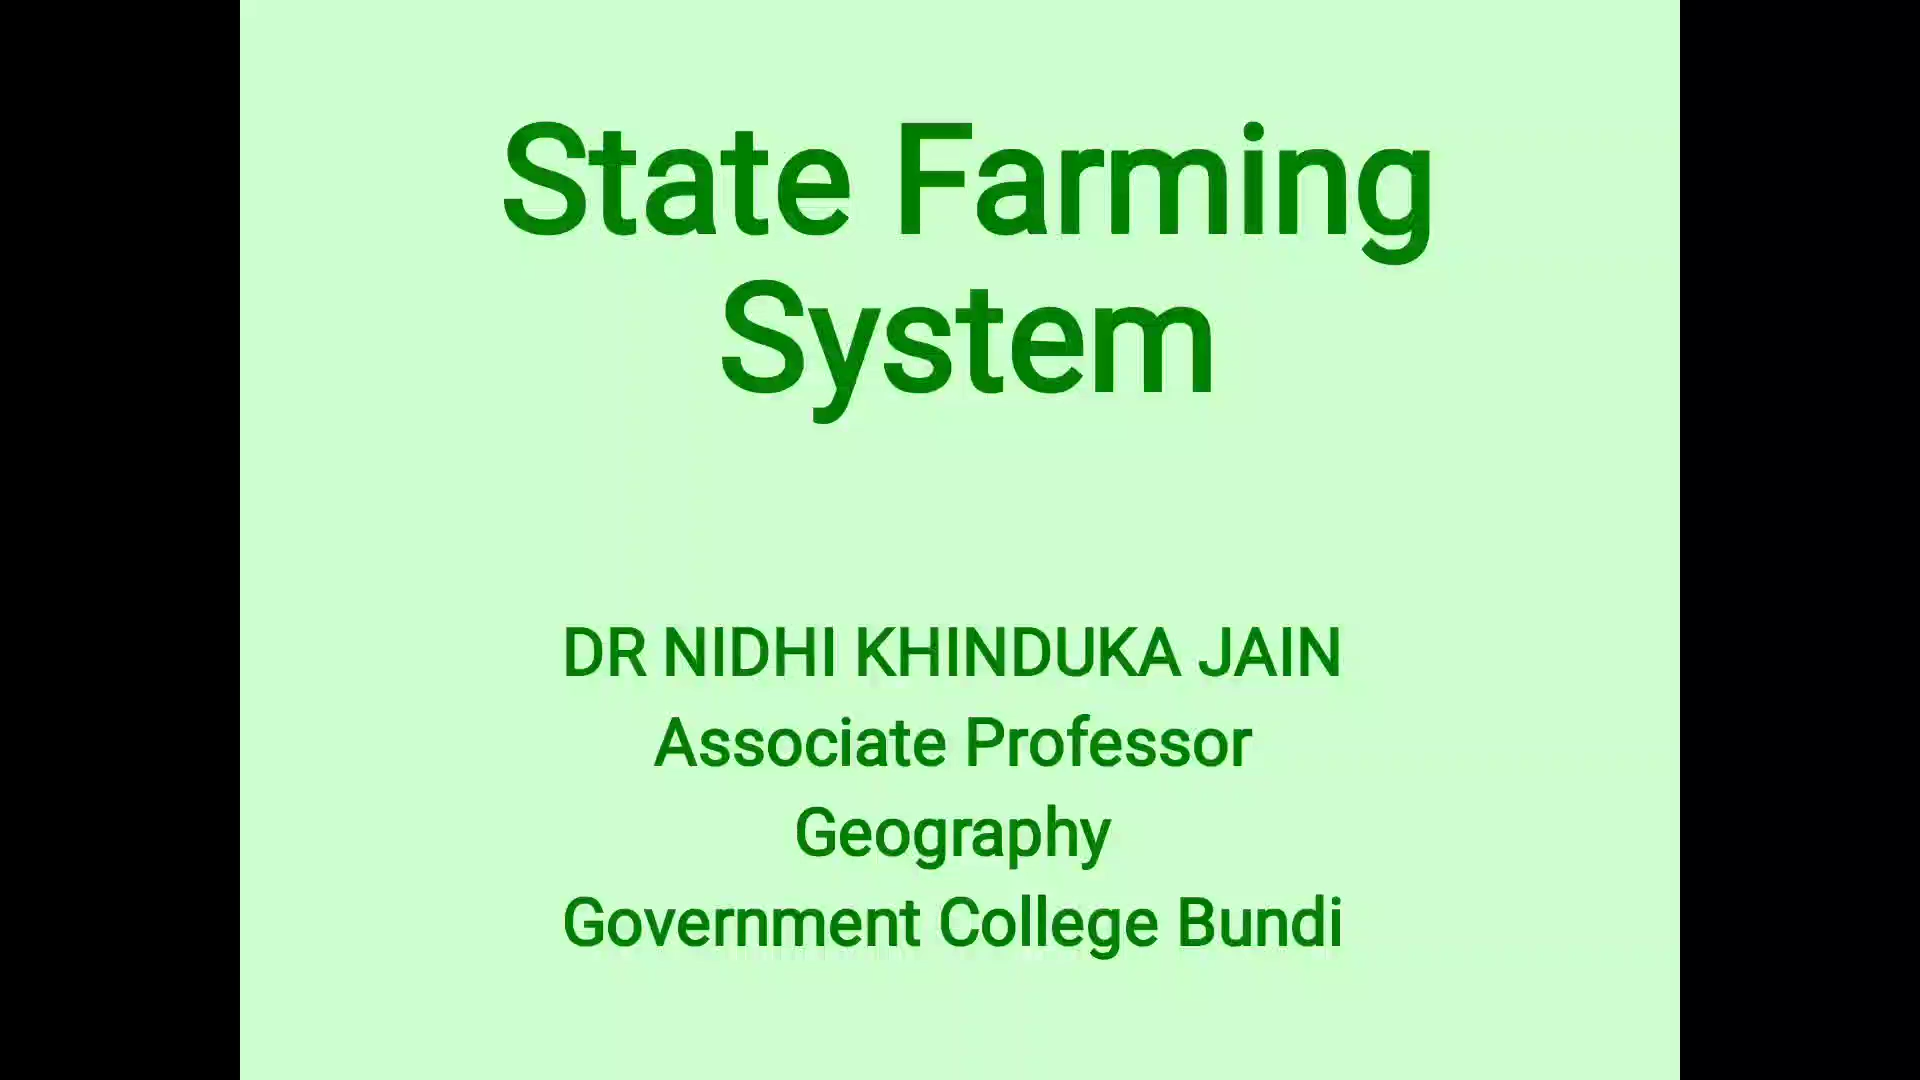 State Farming
System
DR NIDHI KHINDUKA JAIN
Associate Professor
Geography
Government College Bundi